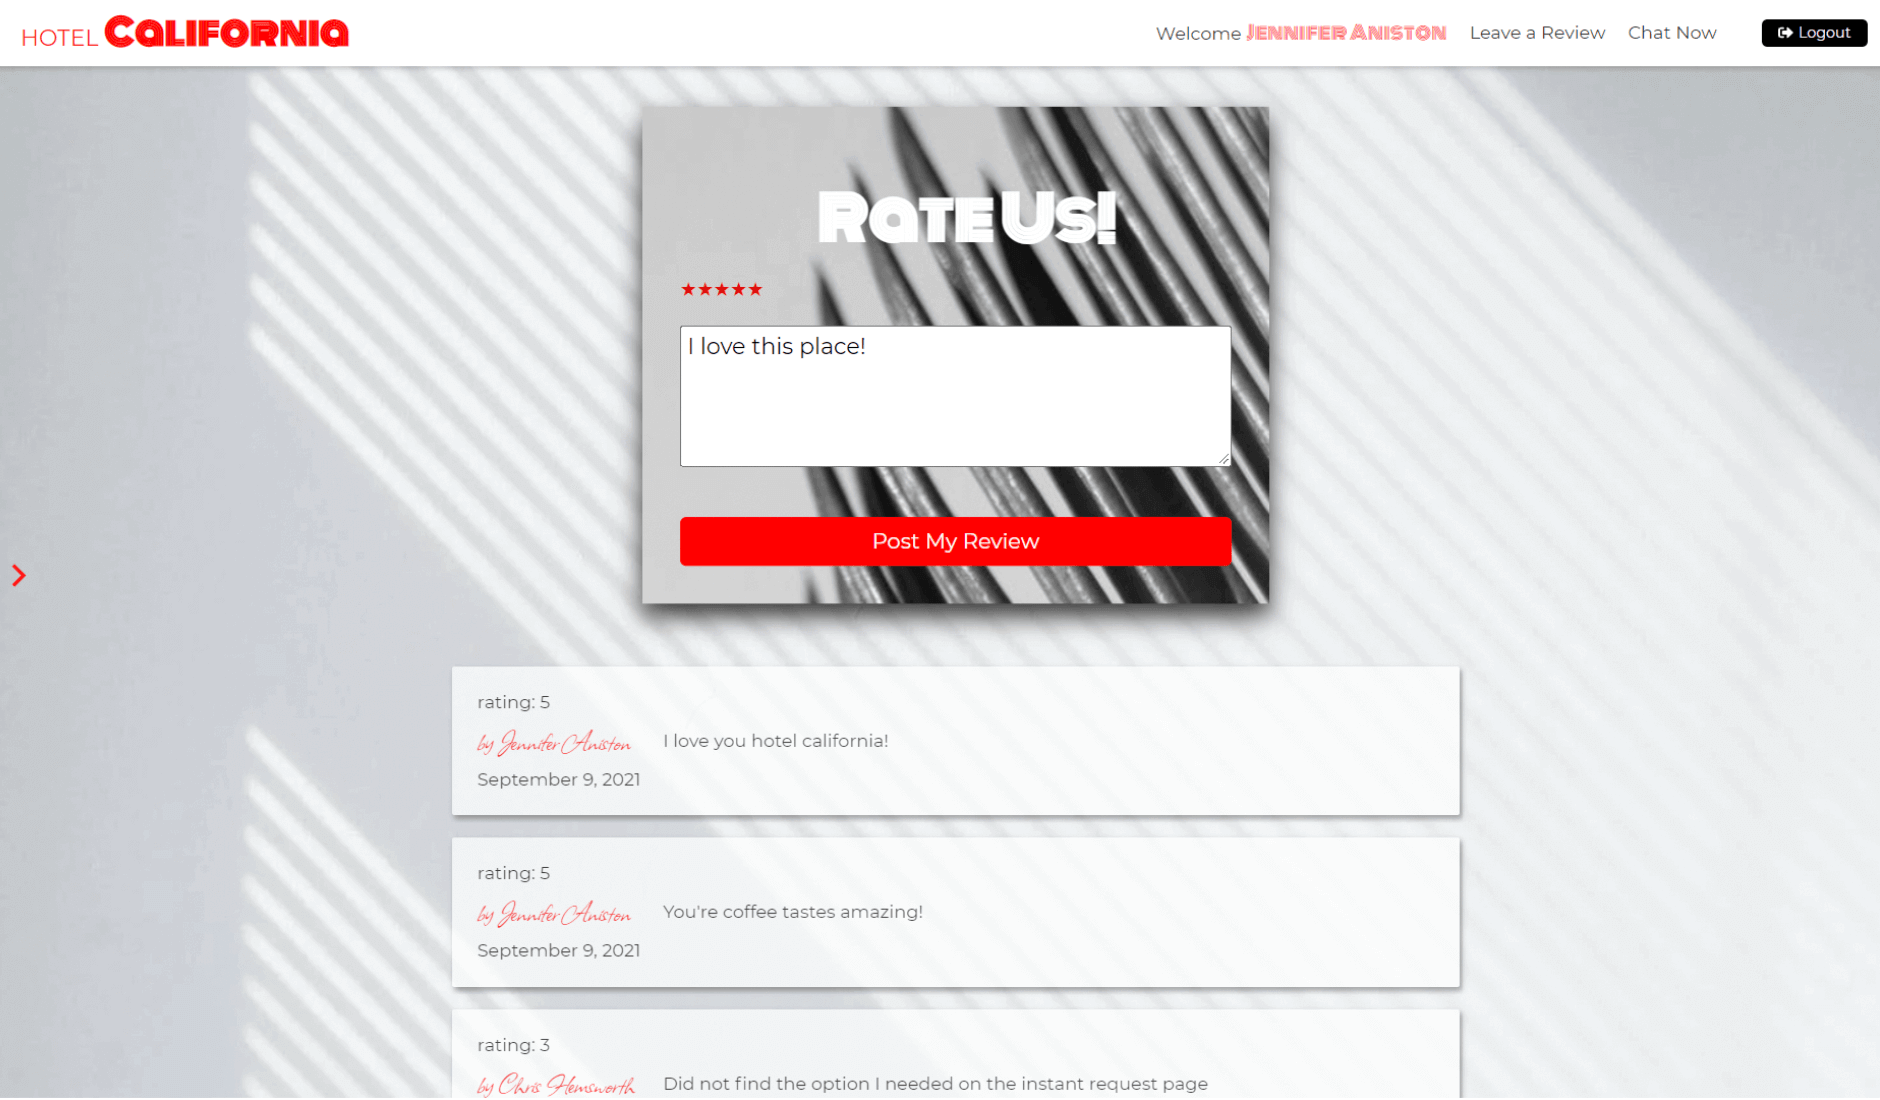 HOTEL CALIFORNIA
Welcome JENNIFER ANISTON Leave a Review Chat Now Logout
RATE US!
★★★★★
I love this place!
Post My Review
rating: 5
by Jennifer Aniston
I love you hotel california!
September 9, 2021
rating: 5
by Jennifer Aniston
You're coffee tastes amazing!
September 9, 2021
rating: 3
by Chris Hemsworth
Did not find the option I needed on the instant request page